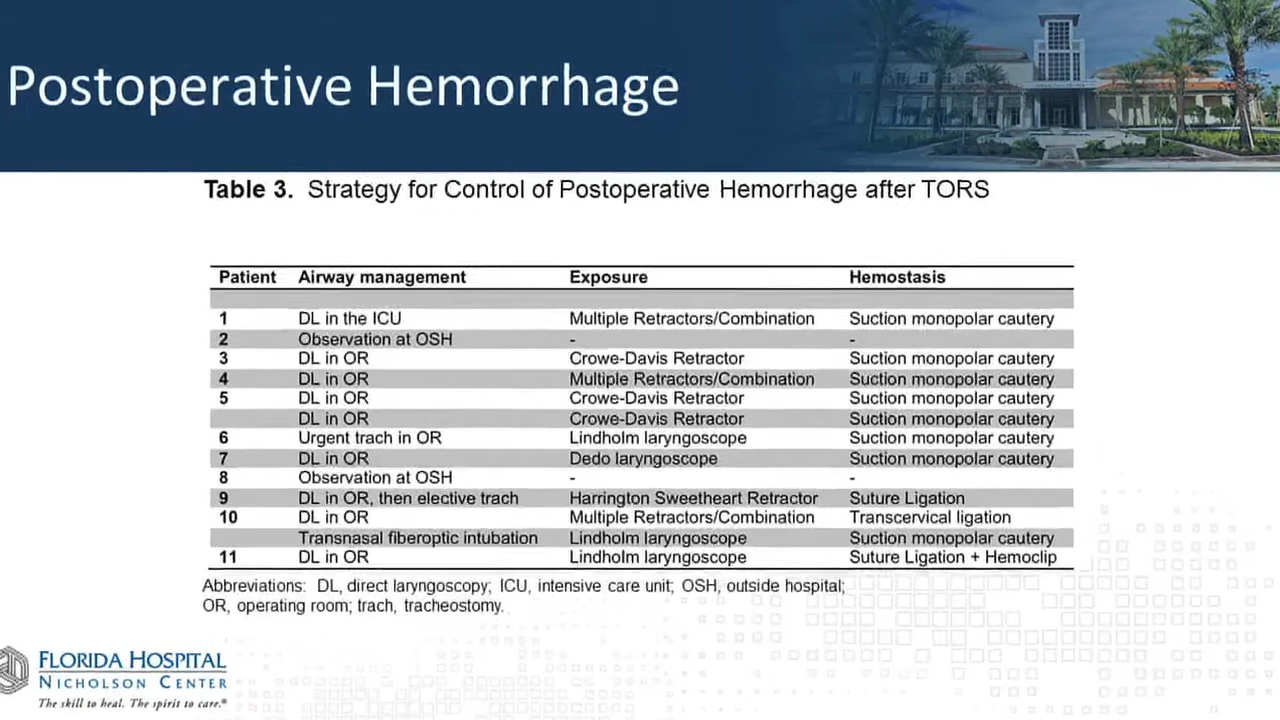 Postoperative Hemorrhage
Table 3. Strategy for Control of Postoperative Hemorrhage after TORS
Patient Airway management Exposure Hemostasis
1 DL in the ICU Multiple Retractors/Combination Suction monopolar cautery
2 Observation at OSH - -
3 DL in OR Crowe-Davis Retractor Suction monopolar cautery
4 DL in OR Multiple Retractors/Combination Suction monopolar cautery
5 DL in OR Crowe-Davis Retractor Suction monopolar cautery
DL in OR Crowe-Davis Retractor Suction monopolar cautery
6 Urgent trach in OR Lindholm laryngoscope Suction monopolar cautery
7 DL in OR Dedo laryngoscope Suction monopolar cautery
8 Observation at OSH - -
9 DL in OR, then elective trach Harrington Sweetheart Retractor Suture Ligation
10 DL in OR Multiple Retractors/Combination Transcervical ligation
Transnasal fiberoptic intubation Lindholm laryngoscope Suction monopolar cautery
11 DL in OR Lindholm laryngoscope Suture Ligation + Hemoclip
Abbreviations: DL, direct laryngoscopy; ICU, intensive care unit; OSH, outside hospital;
OR, operating room; trach, tracheostomy.
FLORIDA HOSPITAL
NICHOLSON CENTER
The skill to heal. The spirit to care.®